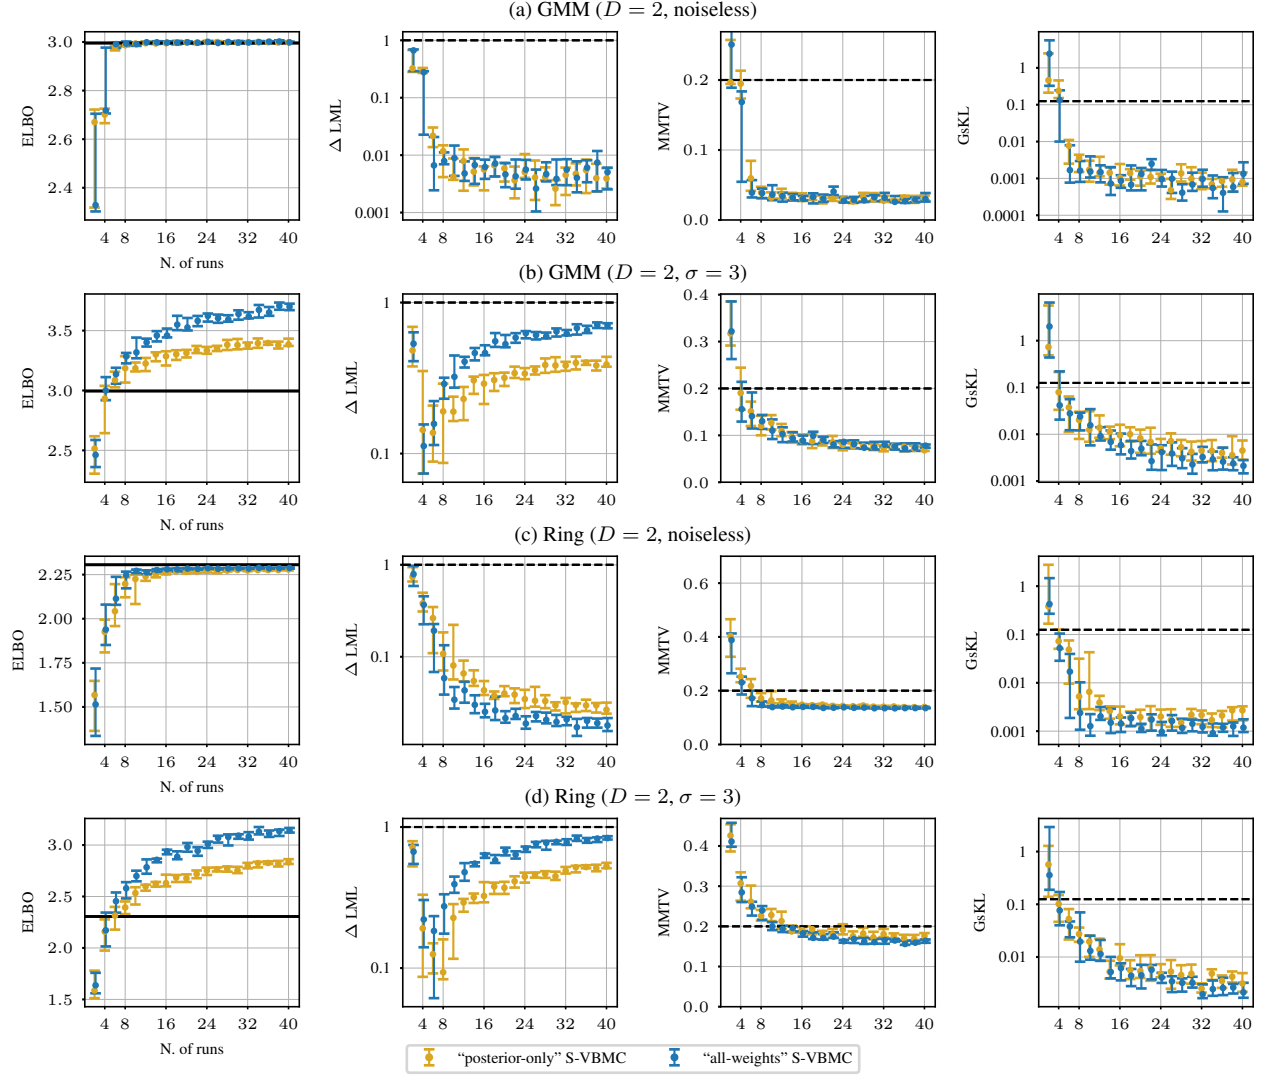 (a) GMM (D = 2, noiseless)
ELBO
3.0
2.8
2.6
2.4
4 8 16 24 32 40
N. of runs
Δ LML
1
0.1
0.01
0.001
4 8 16 24 32 40
MMTV
0.2
0.0
4 8 16 24 32 40
GsKL
1
0.1
0.01
0.001
0.0001
4 8 16 24 32 40
(b) GMM (D = 2, σ = 3)
ELBO
3.5
3.0
2.5
4 8 16 24 32 40
N. of runs
Δ LML
1
0.1
4 8 16 24 32 40
MMTV
0.4
0.3
0.2
0.1
0.0
4 8 16 24 32 40
GsKL
1
0.1
0.01
0.001
4 8 16 24 32 40
(c) Ring (D = 2, noiseless)
ELBO
2.25
2.00
1.75
1.50
4 8 16 24 32 40
N. of runs
Δ LML
1
0.1
4 8 16 24 32 40
MMTV
0.6
0.4
0.2
0.0
4 8 16 24 32 40
GsKL
1
0.1
0.01
0.001
4 8 16 24 32 40
(d) Ring (D = 2, σ = 3)
ELBO
3.0
2.5
2.0
1.5
4 8 16 24 32 40
N. of runs
Δ LML
1
0.1
4 8 16 24 32 40
MMTV
0.4
0.3
0.2
0.1
0.0
4 8 16 24 32 40
GsKL
1
0.1
0.01
4 8 16 24 32 40
“posterior-only” S-VBMC “all-weights” S-VBMC